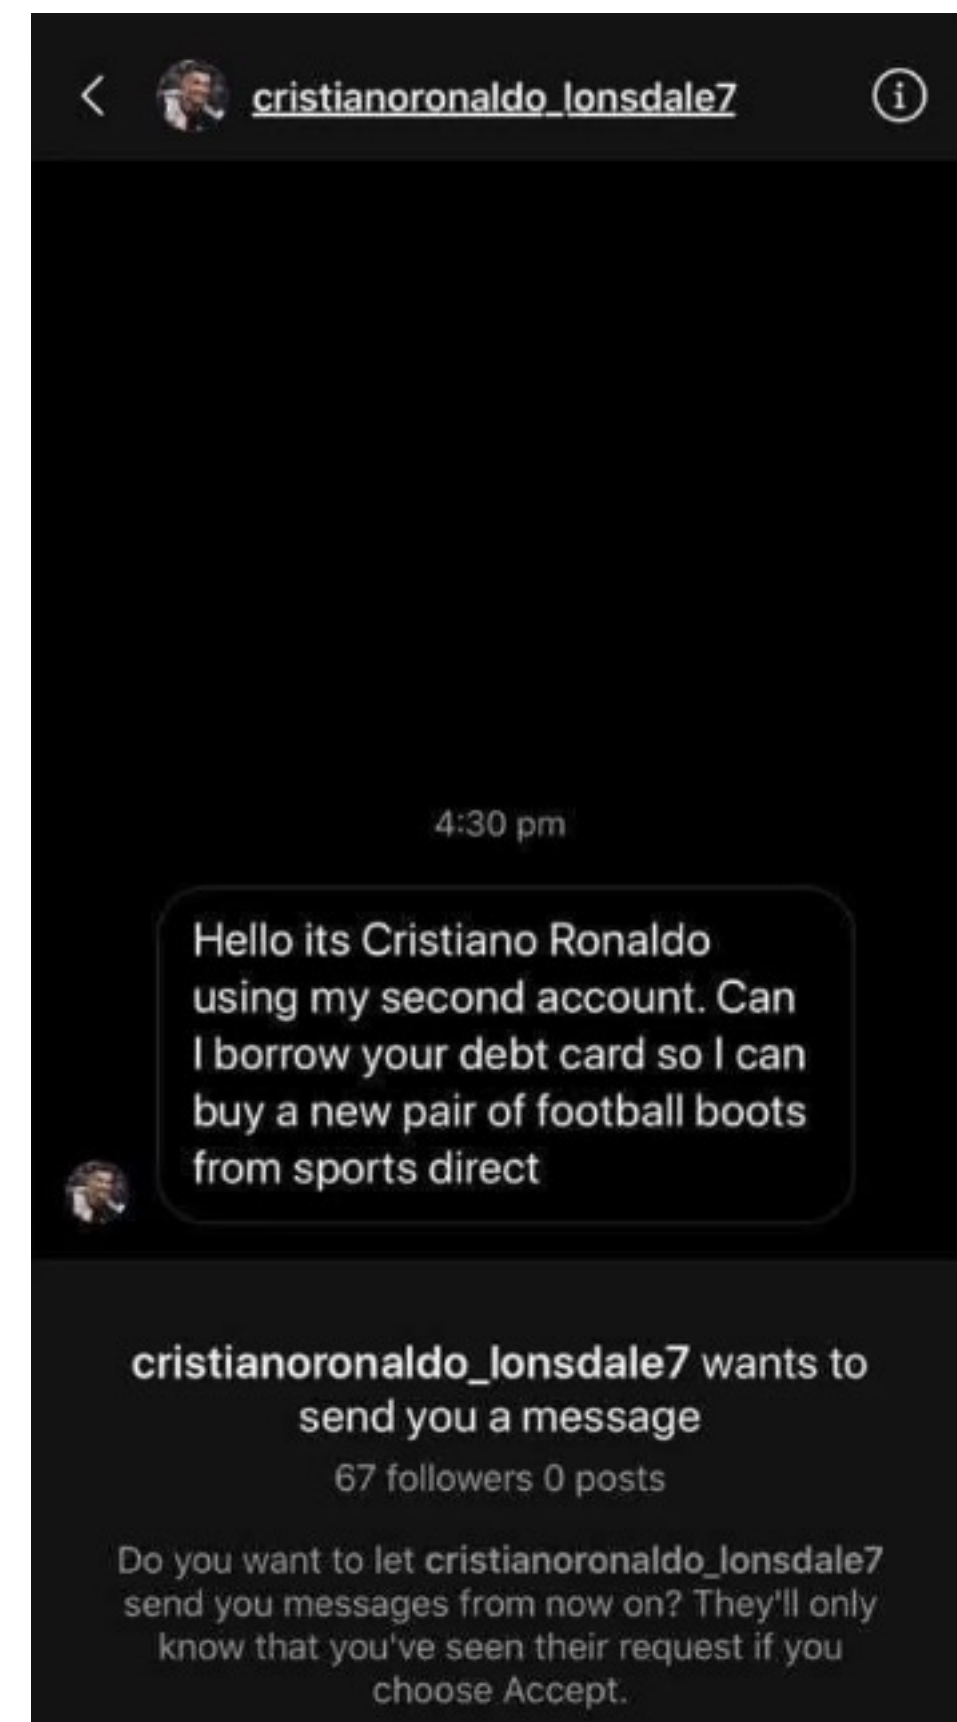 cristianoronaldo_lonsdale7
4:30 pm
Hello its Cristiano Ronaldo
using my second account. Can
I borrow your debt card so I can
buy a new pair of football boots
from sports direct
cristianoronaldo_lonsdale7 wants to
send you a message
67 followers 0 posts
Do you want to let cristianoronaldo_lonsdale7
send you messages from now on? They'll only
know that you've seen their request if you
choose Accept.